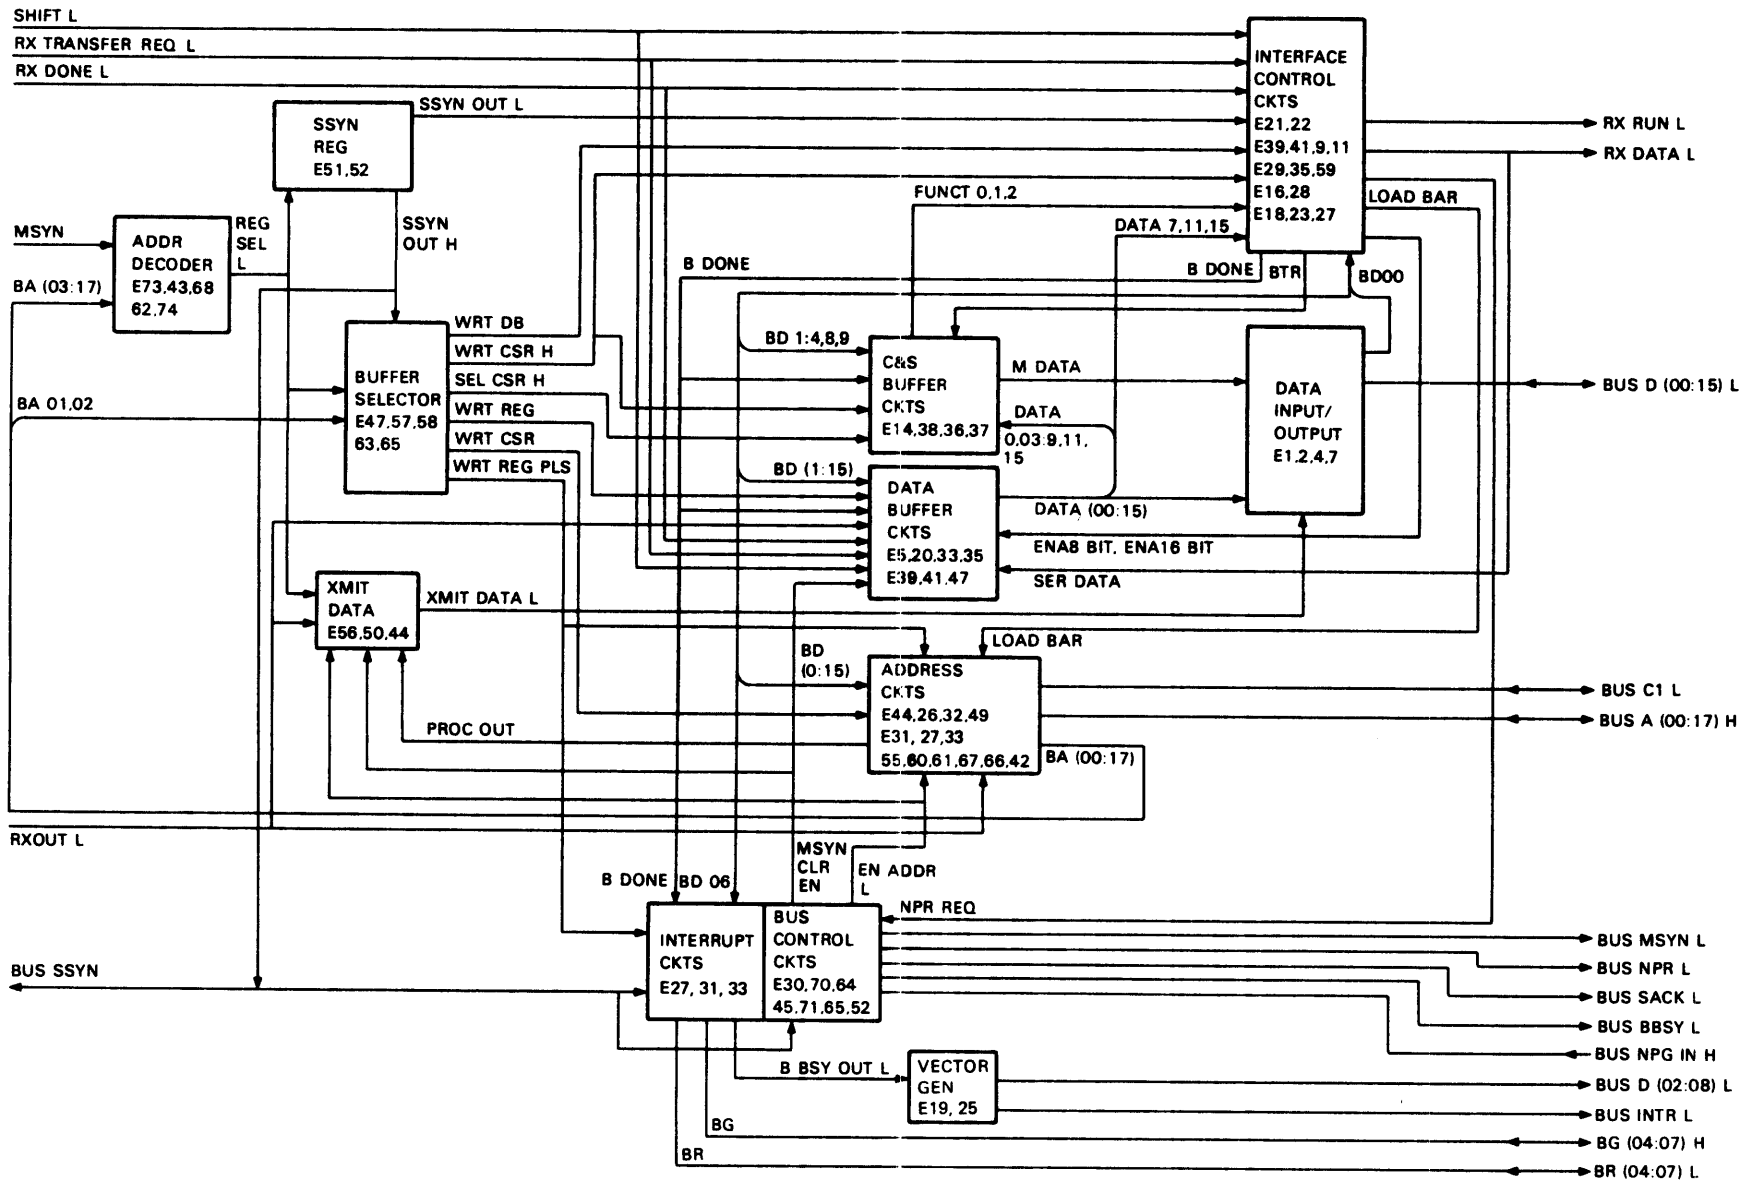 SHIFT L
RX TRANSFER REQ L
RX DONE L
SSYN
REG
E51,52
SSYN OUT L
INTERFACE
CONTROL
CKTS
E21,22
E39,41,9,11
E29,35,59
E16,28
E18,23,27
RX RUN L
RX DATA L
LOAD BAR
FUNCT 0,1,2
DATA 7,11,15
MSYN
ADDR
DECODER
E73,43,68
62,74
REG
SEL
L
SSYN
OUT H
BA (03:17)
B DONE
B DONE
BTR
BD00
BUFFER
SELECTOR
E47,57,58
63,65
WRT DB
WRT CSR H
SEL CSR H
WRT REG
WRT CSR
WRT REG PLS
BA 01,02
BD 1:4,8,9
C&S
BUFFER
CKTS
E14,38,36,37
M DATA
DATA
0,03:9,11,
15
DATA
INPUT/
OUTPUT
E1,2,4,7
BUS D (00:15) L
BD (1:15)
DATA
BUFFER
CKTS
E5,20,33,35
E39,41,47
DATA (00:15)
ENA8 BIT, ENA16 BIT
SER DATA
XMIT
DATA
E56,50,44
XMIT DATA L
LOAD BAR
BD
(0:15)
ADDRESS
CKTS
E44,26,32,49
E31, 27,33
55,60,61,67,66,42
BUS C1 L
BUS A (00:17) H
PROC OUT
BA (00:17)
RXOUT L
MSYN
CLR
EN
EN ADDR
L
B DONE
BD 06
NPR REQ
INTERRUPT
CKTS
E27, 31, 33
BUS
CONTROL
CKTS
E30,70,64
45,71,65,52
BUS SSYN
BUS MSYN L
BUS NPR L
BUS SACK L
BUS BBSY L
BUS NPG IN H
B BSY OUT L
VECTOR
GEN
E19, 25
BUS D (02:08) L
BUS INTR L
BG
BG (04:07) H
BR
BR (04:07) L